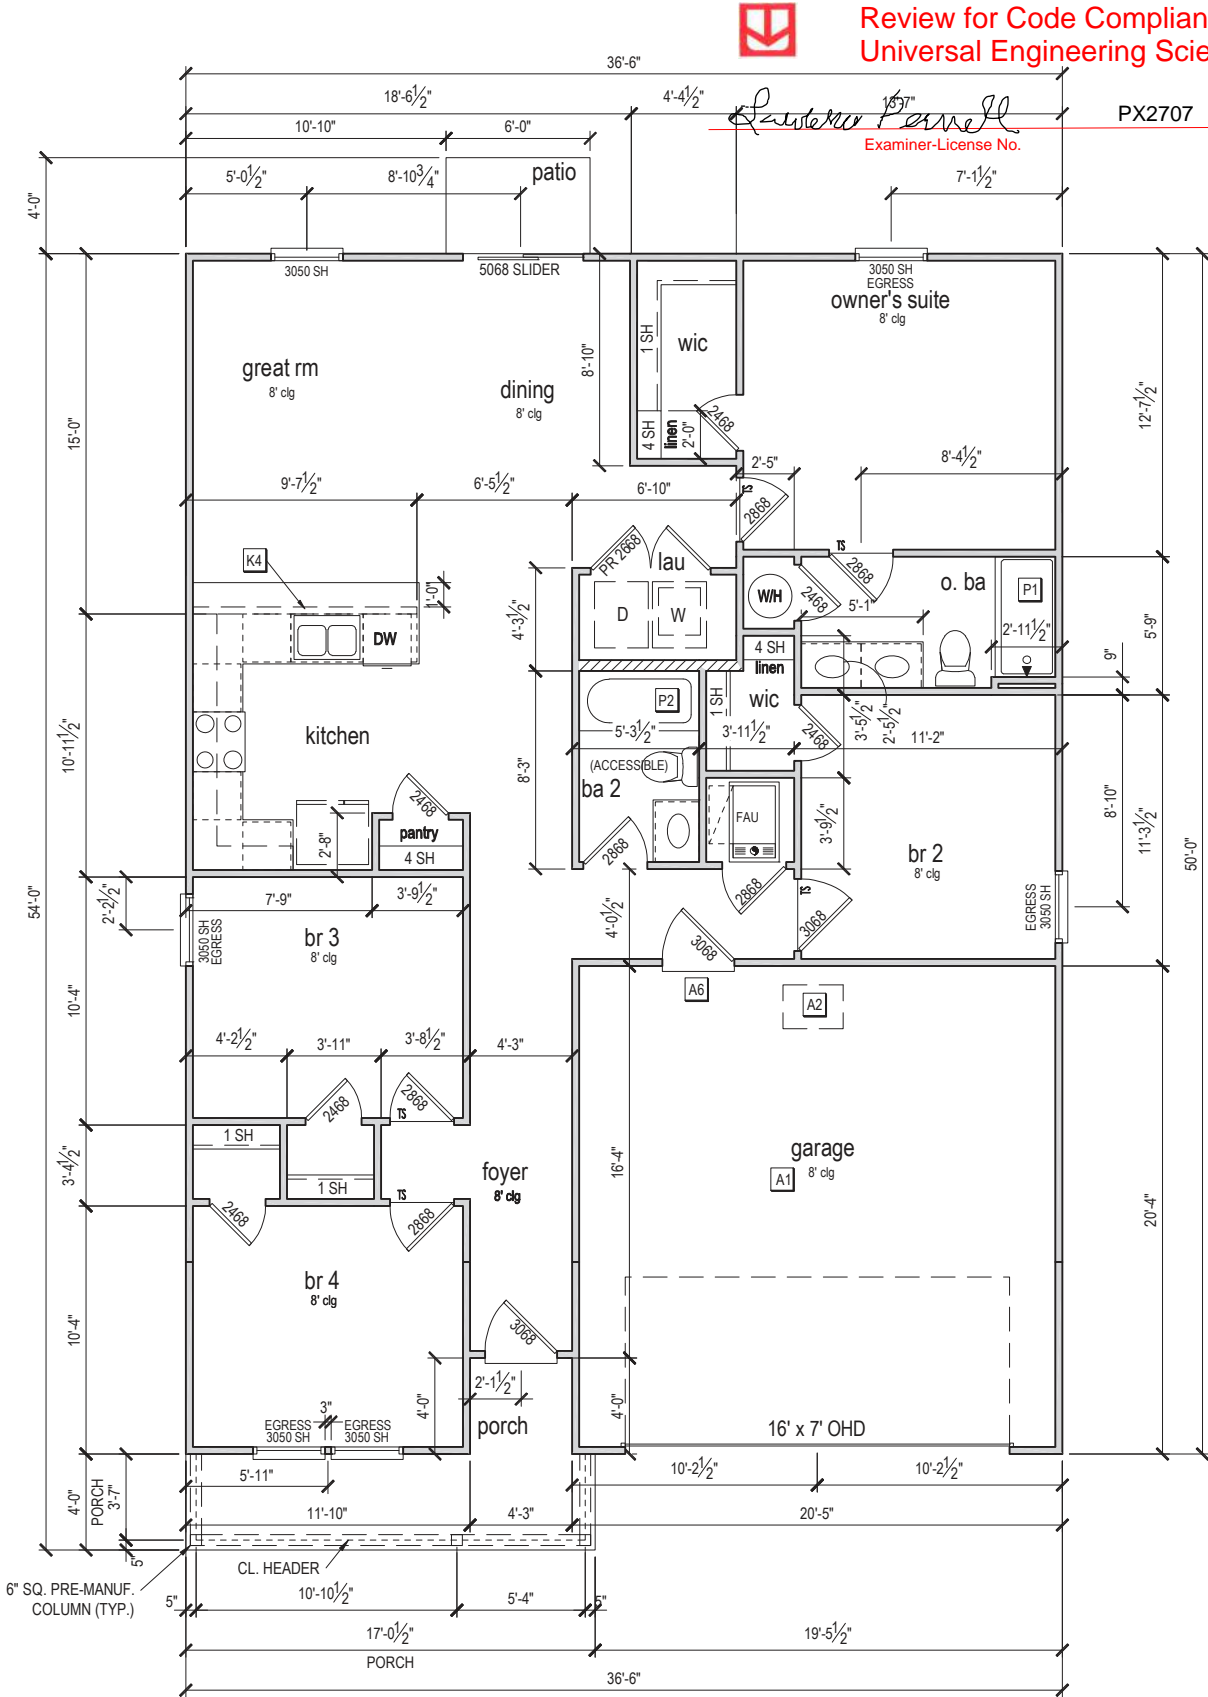 Review for Code Complian
Universal Engineering Scie
PX2707
Examiner-License No.
36'-6"
18'-6½"
4'-4½"
13'-7"
10'-10"
6'-0"
5'-0½"
8'-10¾"
patio
7'-1½"
4'-0"
3050 SH
5068 SLIDER
3050 SH
EGRESS
owner's suite
8' clg
wic
1 SH
4 SH
linen
2'-0"
2468
great rm
8' clg
dining
8' clg
8'-10"
15'-0"
12'-7½"
9'-7½"
6'-5½"
6'-10"
2'-5"
8'-4½"
TS
2868
K4
PR 2668
lau
D
W
W/H
2468
TS
2868
o. ba
P1
5'-1"
2'-11½"
9"
5'-9"
1'-0"
DW
4'-3½"
4 SH
linen
wic
1 SH
2468
3'-5½"
2'-5½"
11'-2"
P2
5'-3½"
3'-11½"
(ACCESSIBLE)
ba 2
8'-3"
2868
kitchen
10'-11½"
2468
pantry
4 SH
2'-8"
FAU
3'-9½"
2868
br 2
8' clg
8'-10"
11'-3½"
50'-0"
54'-0"
EGRESS
3050 SH
TS
3068
2'-2½"
7'-9"
3'-9½"
3050 SH
EGRESS
br 3
8' clg
4'-0½"
3068
A6
A2
10'-4"
4'-2½"
3'-11"
3'-8½"
4'-3"
2468
2868
TS
1 SH
1 SH
3'-4½"
foyer
8' clg
16'-4"
garage
8' clg
A1
20'-4"
2468
TS
2868
br 4
8' clg
10'-4"
3068
2'-1½"
4'-0"
porch
4'-0"
3"
EGRESS
3050 SH
EGRESS
3050 SH
16' x 7' OHD
5'-11"
10'-2½"
10'-2½"
4'-0"
PORCH
3'-7"
5"
11'-10"
4'-3"
20'-5"
CL. HEADER
6" SQ. PRE-MANUF.
COLUMN (TYP.)
5"
10'-10½"
5'-4"
5"
17'-0½"
PORCH
19'-5½"
36'-6"